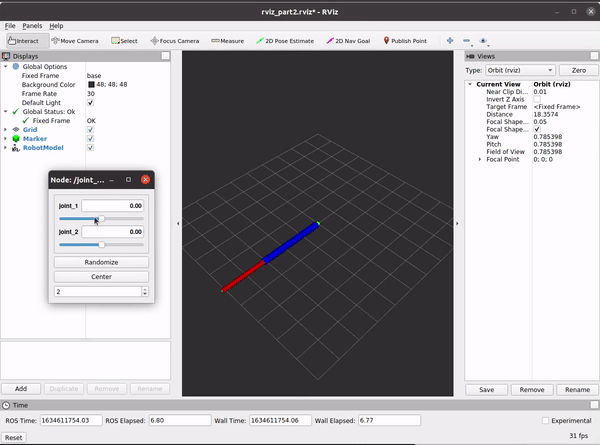 rviz_part2.rviz* - RViz
File Panels Help
Interact Move Camera Select Focus Camera Measure 2D Pose Estimate 2D Nav Goal Publish Point
Displays
Global Options
Fixed Frame base
Background Color 48; 48; 48
Frame Rate 30
Default Light
Global Status: Ok
Fixed Frame OK
Grid
Marker
RobotModel
Node: /joint_...
joint_1 0.00
joint_2 0.00
Randomize
Center
2
Add Duplicate Remove Rename
Views
Type: Orbit (rviz) Zero
Current View Orbit (rviz)
Near Clip Di... 0.01
Invert Z Axis
Target Frame <Fixed Frame>
Distance 18.3574
Focal Shape... 0.05
Focal Shape...
Yaw 0.785398
Pitch 0.785398
Field of View 0.785398
Focal Point 0; 0; 0
Save Remove Rename
Time
ROS Time: 1634611754.03 ROS Elapsed: 6.80 Wall Time: 1634611754.06 Wall Elapsed: 6.77 Experimental
Reset 31 fps